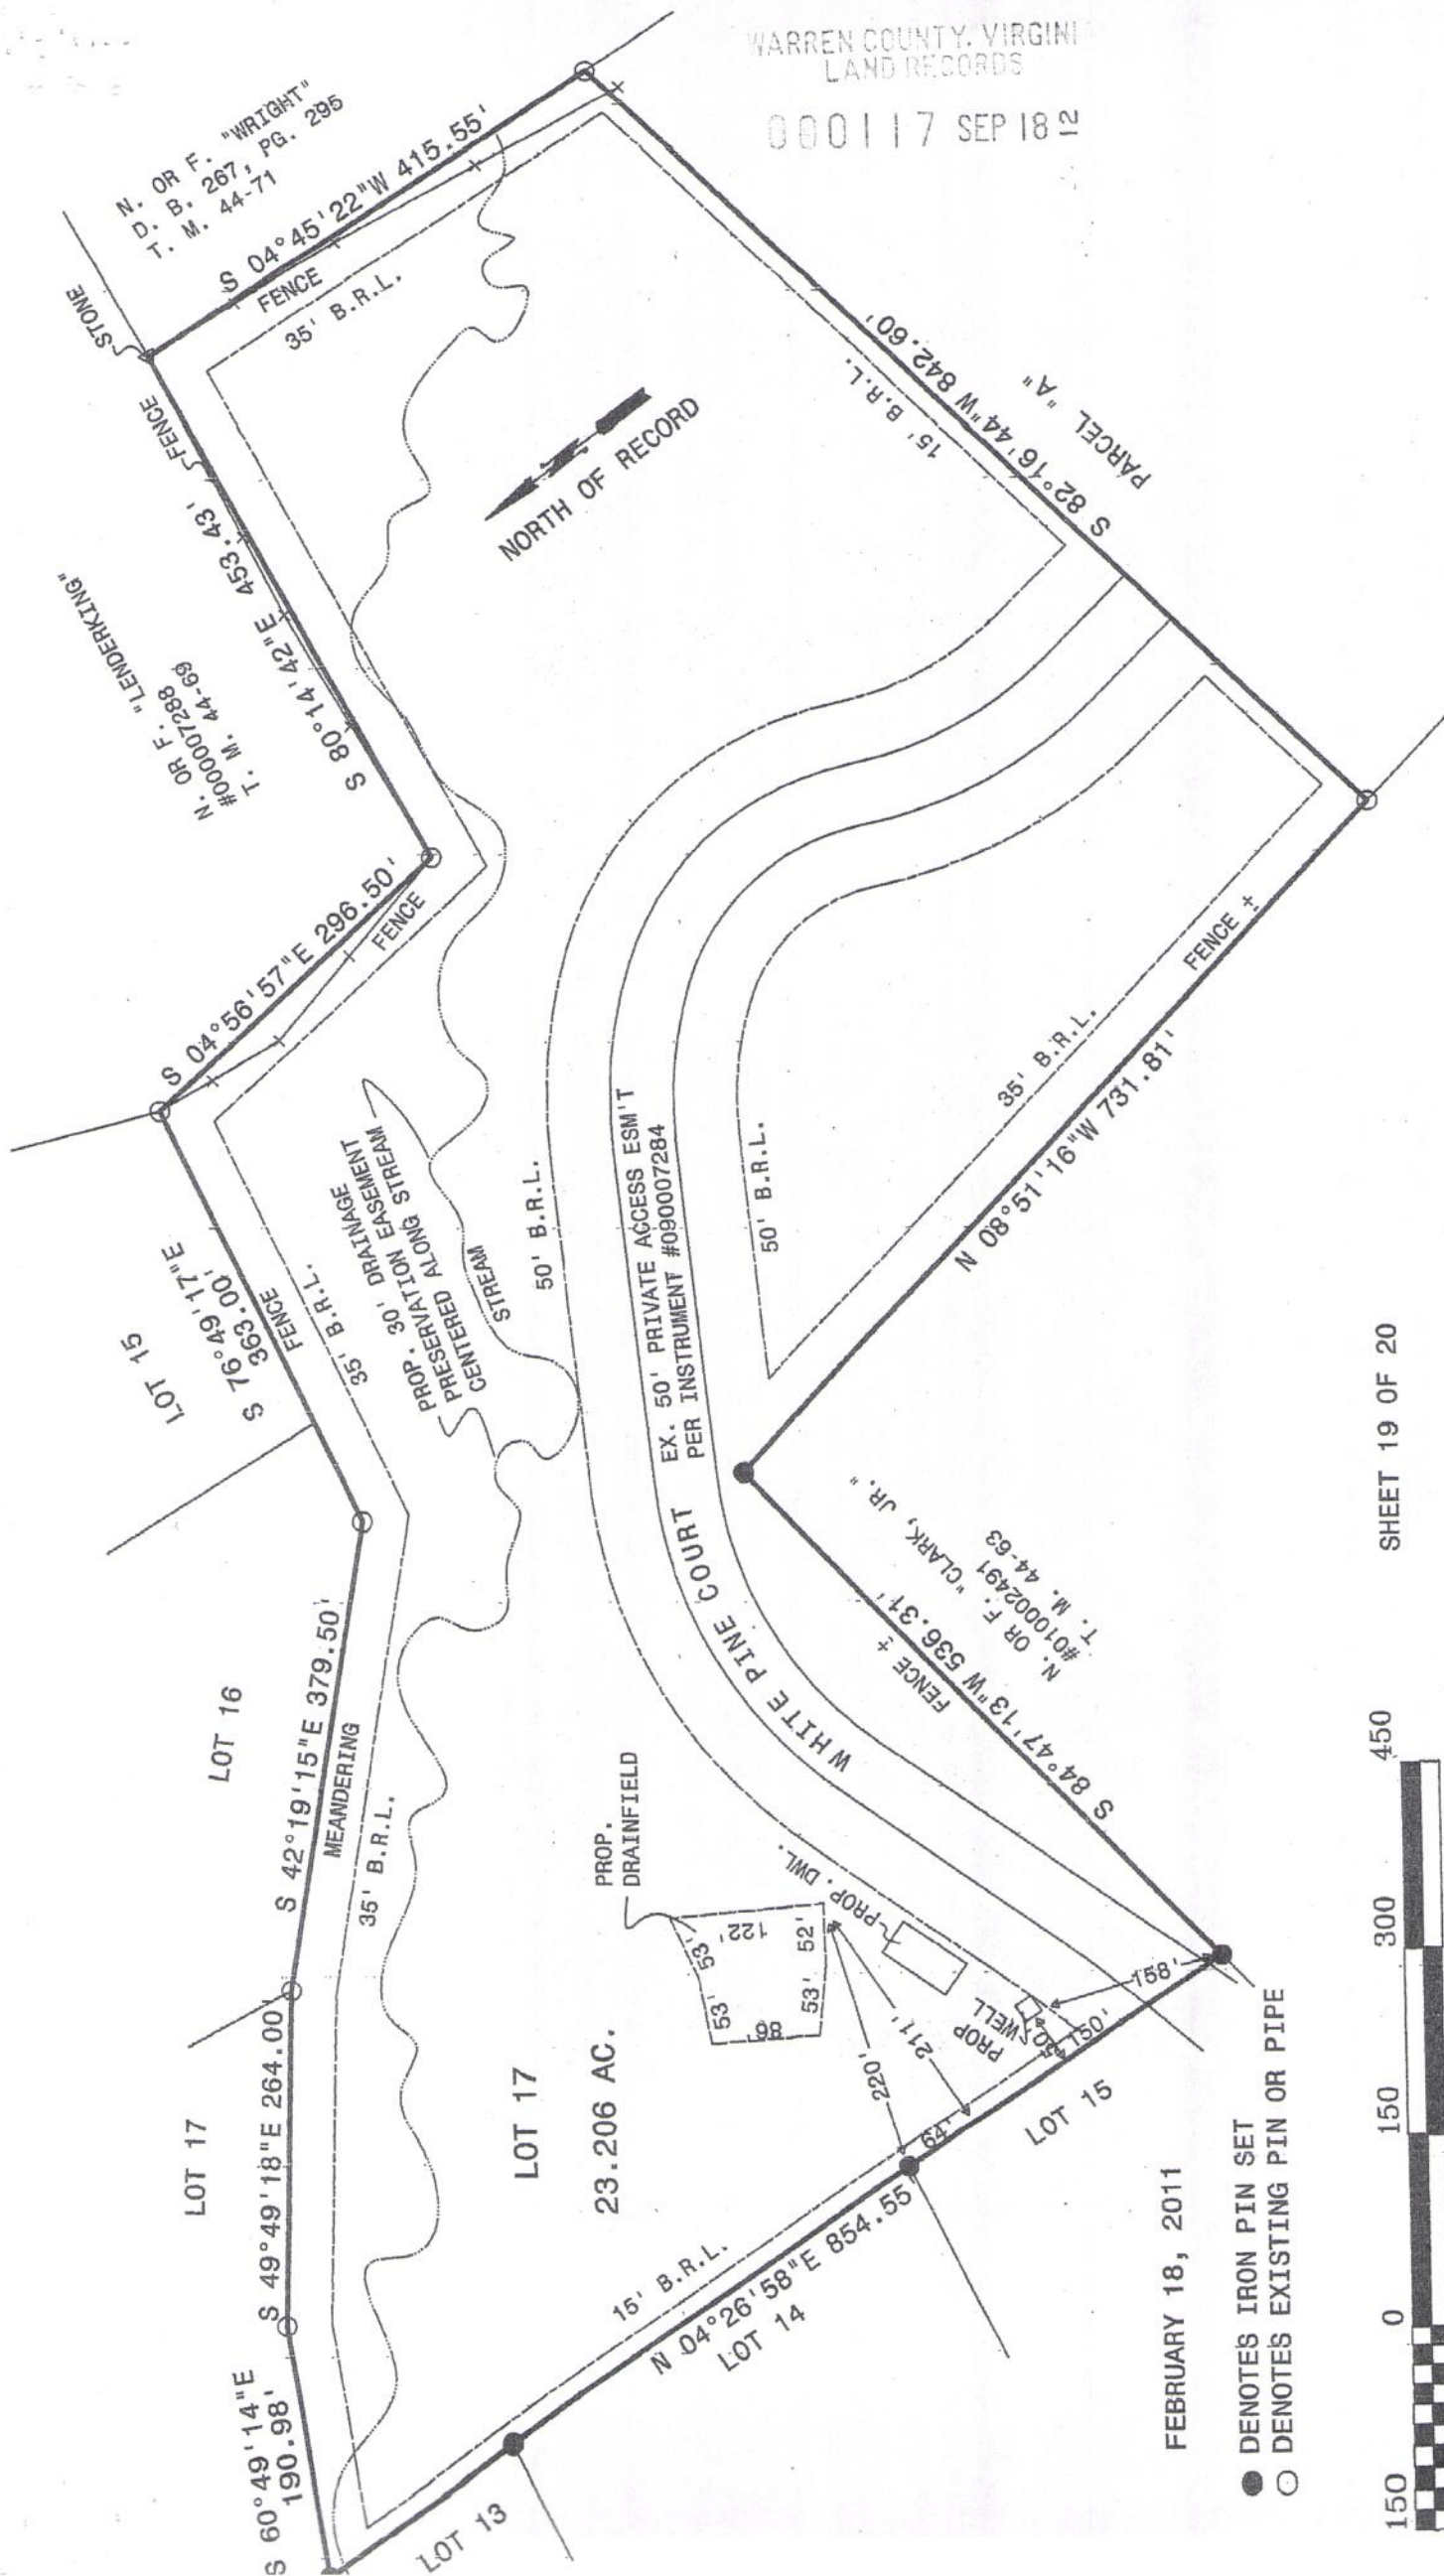 WARREN COUNTY, VIRGINI
LAND RECORDS
000117 SEP 18 12
N. OR F. "WRIGHT"
D. B. 267, PG. 295
T. M. 44-71
S 04°45'22"W 415.55'
FENCE
35' B.R.L.
STONE
FENCE
S 80°14'42"E 453.43'
N. OR F. "LENDERKING"
#0000007288
T. M. 44-69
NORTH OF RECORD
15' B.R.L.
S 82°16'44"W 842.60'
PARCEL "A"
S 04°56'57"E 296.50'
FENCE
LOT 15
S 76°49'17"E
363.00'
FENCE
35' B.R.L.
PROP. 30' DRAINAGE
PRESERVATION EASEMENT
PRESERVED ALONG STREAM
CENTERED
STREAM
50' B.R.L.
EX. 50' PRIVATE ACCESS ESM'T
PER INSTRUMENT #090007284
50' B.R.L.
35' B.R.L.
FENCE ±
N 08°51'16"W 731.81'
WHITE PINE COURT
N. OR F. "CLARK, JR."
#010002491
T. M. 44-63
FENCE ±
S 84°47'13"W 536.31'
LOT 16
S 42°19'15"E 379.50'
MEANDERING
35' B.R.L.
PROP.
DRAINFIELD
53'
122'
52'
53'
86'
53'
PROP. DWL.
PROP
WELL
158'
50'
150'
211'
220'
64'
LOT 17
S 49°49'18"E 264.00'
LOT 17
23.206 AC.
LOT 15
15' B.R.L.
N 04°26'58"E 854.55'
LOT 14
S 60°49'14"E
190.98'
LOT 13
FEBRUARY 18, 2011
● DENOTES IRON PIN SET
○ DENOTES EXISTING PIN OR PIPE
SHEET 19 OF 20
150 0 150 300 450